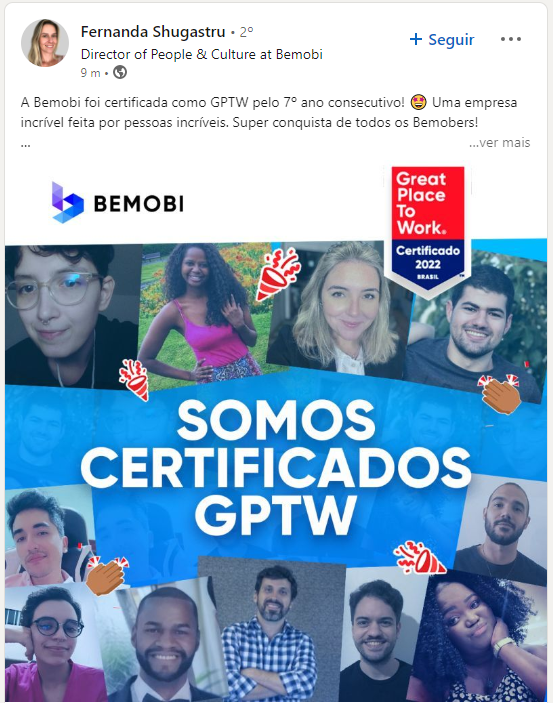 Fernanda Shugastru • 2º
+ Seguir
Director of People & Culture at Bemobi
9 m •
A Bemobi foi certificada como GPTW pelo 7º ano consecutivo! 🤩 Uma empresa
incrível feita por pessoas incríveis. Super conquista de todos os Bemobers!
...
...ver mais
BEMOBI
Great
Place
To
Work®
Certificado
2022
BRASIL
TM
SOMOS
CERTIFICADOS
GPTW